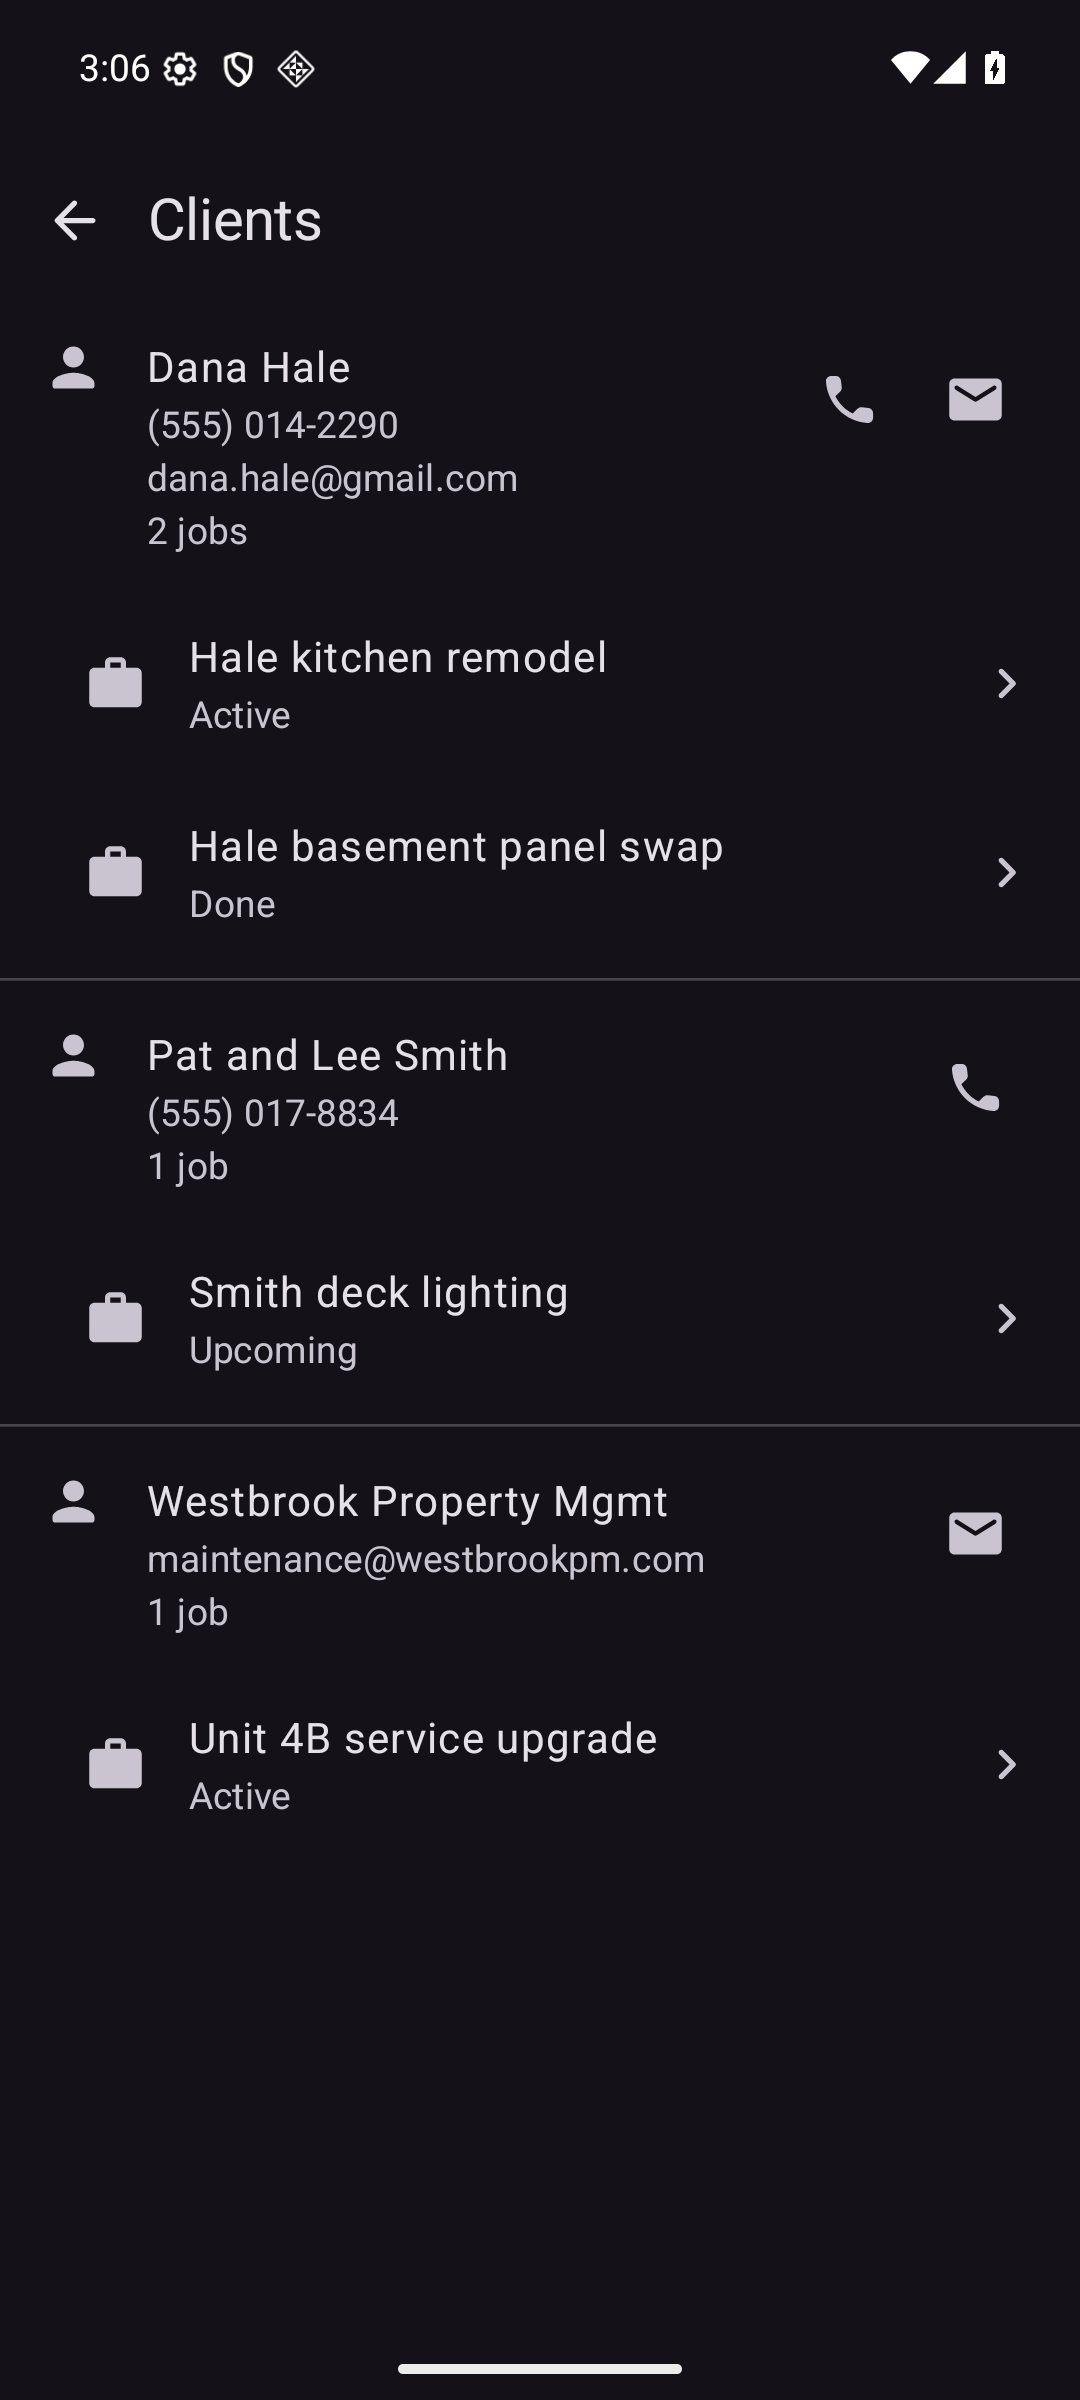 3:06
Clients
Dana Hale
(555) 014-2290
dana.hale@gmail.com
2 jobs
Hale kitchen remodel
Active
Hale basement panel swap
Done
Pat and Lee Smith
(555) 017-8834
1 job
Smith deck lighting
Upcoming
Westbrook Property Mgmt
maintenance@westbrookpm.com
1 job
Unit 4B service upgrade
Active